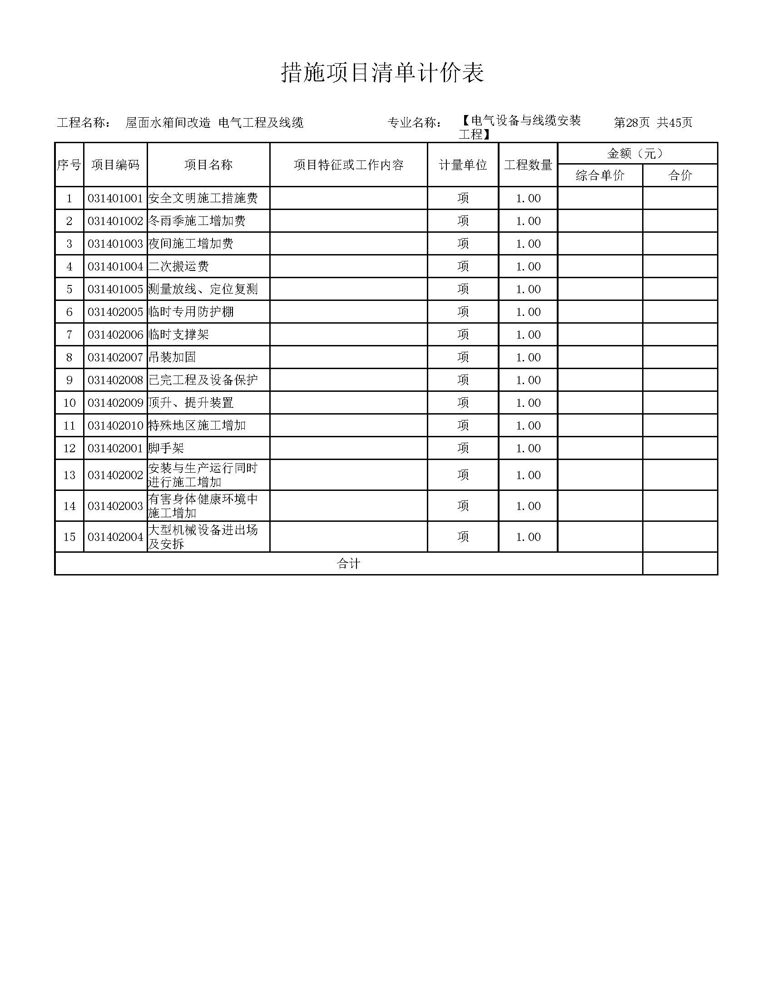 措施项目清单计价表
工程名称： 屋面水箱间改造 电气工程及线缆 专业名称： 【电气设备与线缆安装工程】 第28页 共45页
序号 项目编码 项目名称 项目特征或工作内容 计量单位 工程数量 金额（元）
综合单价 合价
1 031401001 安全文明施工措施费 项 1.00
2 031401002 冬雨季施工增加费 项 1.00
3 031401003 夜间施工增加费 项 1.00
4 031401004 二次搬运费 项 1.00
5 031401005 测量放线、定位复测 项 1.00
6 031402005 临时专用防护棚 项 1.00
7 031402006 临时支撑架 项 1.00
8 031402007 吊装加固 项 1.00
9 031402008 已完工程及设备保护 项 1.00
10 031402009 顶升、提升装置 项 1.00
11 031402010 特殊地区施工增加 项 1.00
12 031402001 脚手架 项 1.00
13 031402002 安装与生产运行同时进行施工增加 项 1.00
14 031402003 有害身体健康环境中施工增加 项 1.00
15 031402004 大型机械设备进出场及安拆 项 1.00
合计